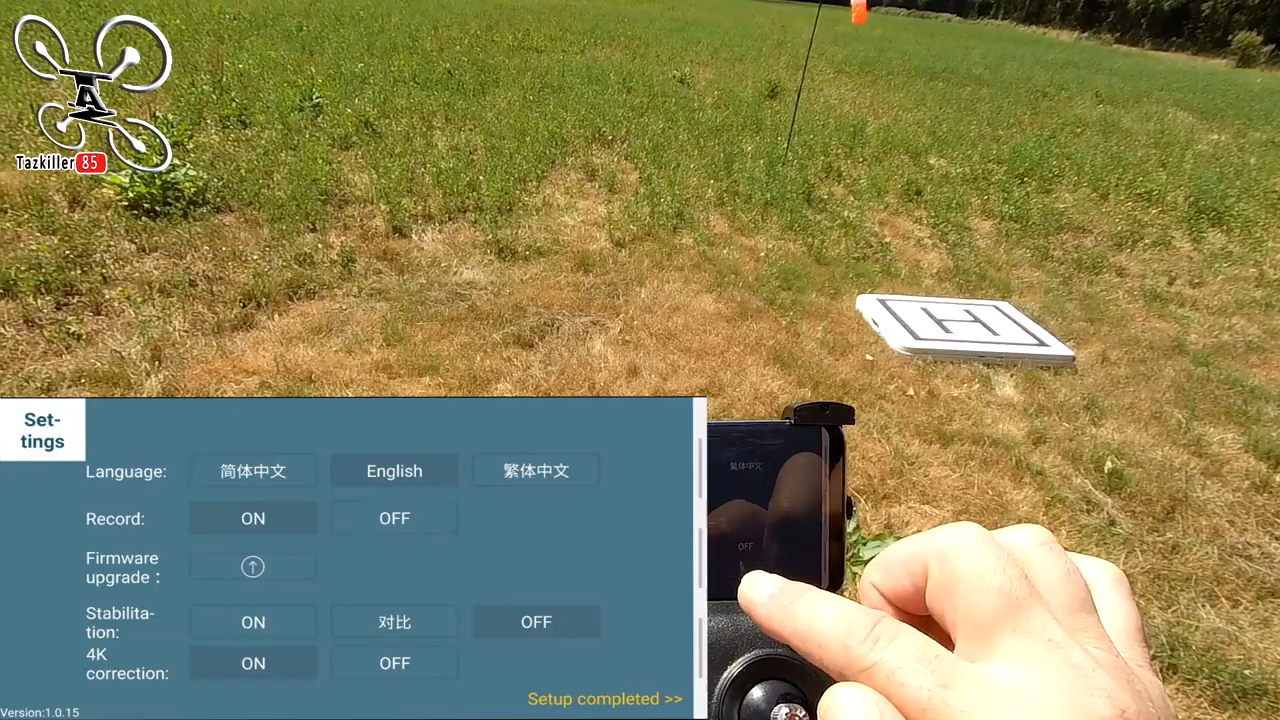 A
Tazkiller 85
H
Set-
tings
Language: 简体中文 English 繁体中文
Record: ON OFF
Firmware
upgrade :
Stabilita-
tion: ON 对比 OFF
4K
correction: ON OFF
Setup completed >>
Version:1.0.15
繁体中文
OFF